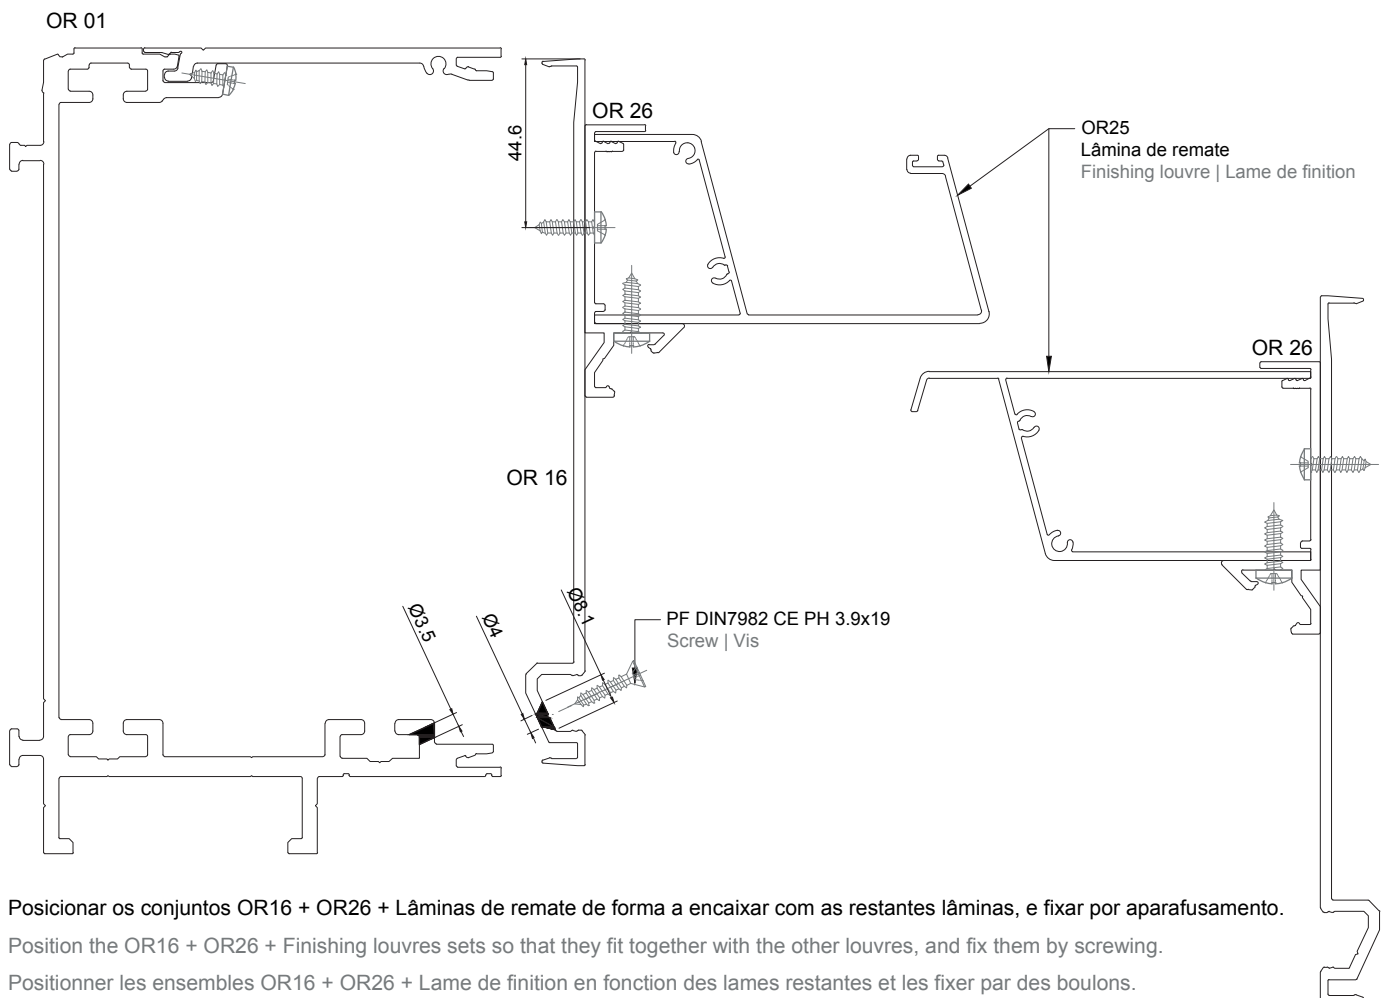 OR 01
OR 26
44.6
OR25
Lâmina de remate
Finishing louvre | Lame de finition
OR 26
OR 16
Ø3.5
Ø4
Ø8.1
PF DIN7982 CE PH 3.9x19
Screw | Vis
Posicionar os conjuntos OR16 + OR26 + Lâminas de remate de forma a encaixar com as restantes lâminas, e fixar por aparafusamento.
Position the OR16 + OR26 + Finishing louvres sets so that they fit together with the other louvres, and fix them by screwing.
Positionner les ensembles OR16 + OR26 + Lame de finition en fonction des lames restantes et les fixer par des boulons.